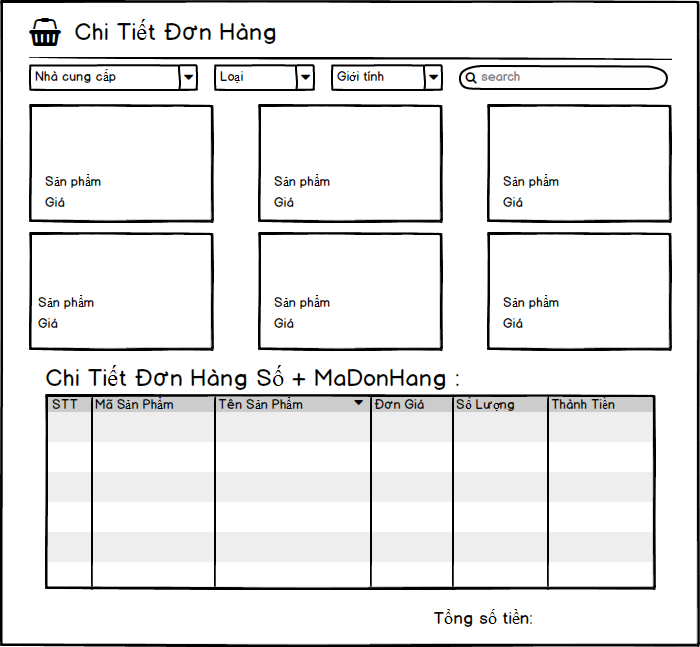 Chi Tiết Đơn Hàng
Nhà cung cấp Loại Giới tính search
Sản phẩm Sản phẩm Sản phẩm
Giá Giá Giá
Sản phẩm Sản phẩm Sản phẩm
Giá Giá Giá
Chi Tiết Đơn Hàng Số + MaDonHang :
STT Mã Sản Phẩm Tên Sản Phẩm Đơn Giá Số Lượng Thành Tiền
Tổng số tiền: